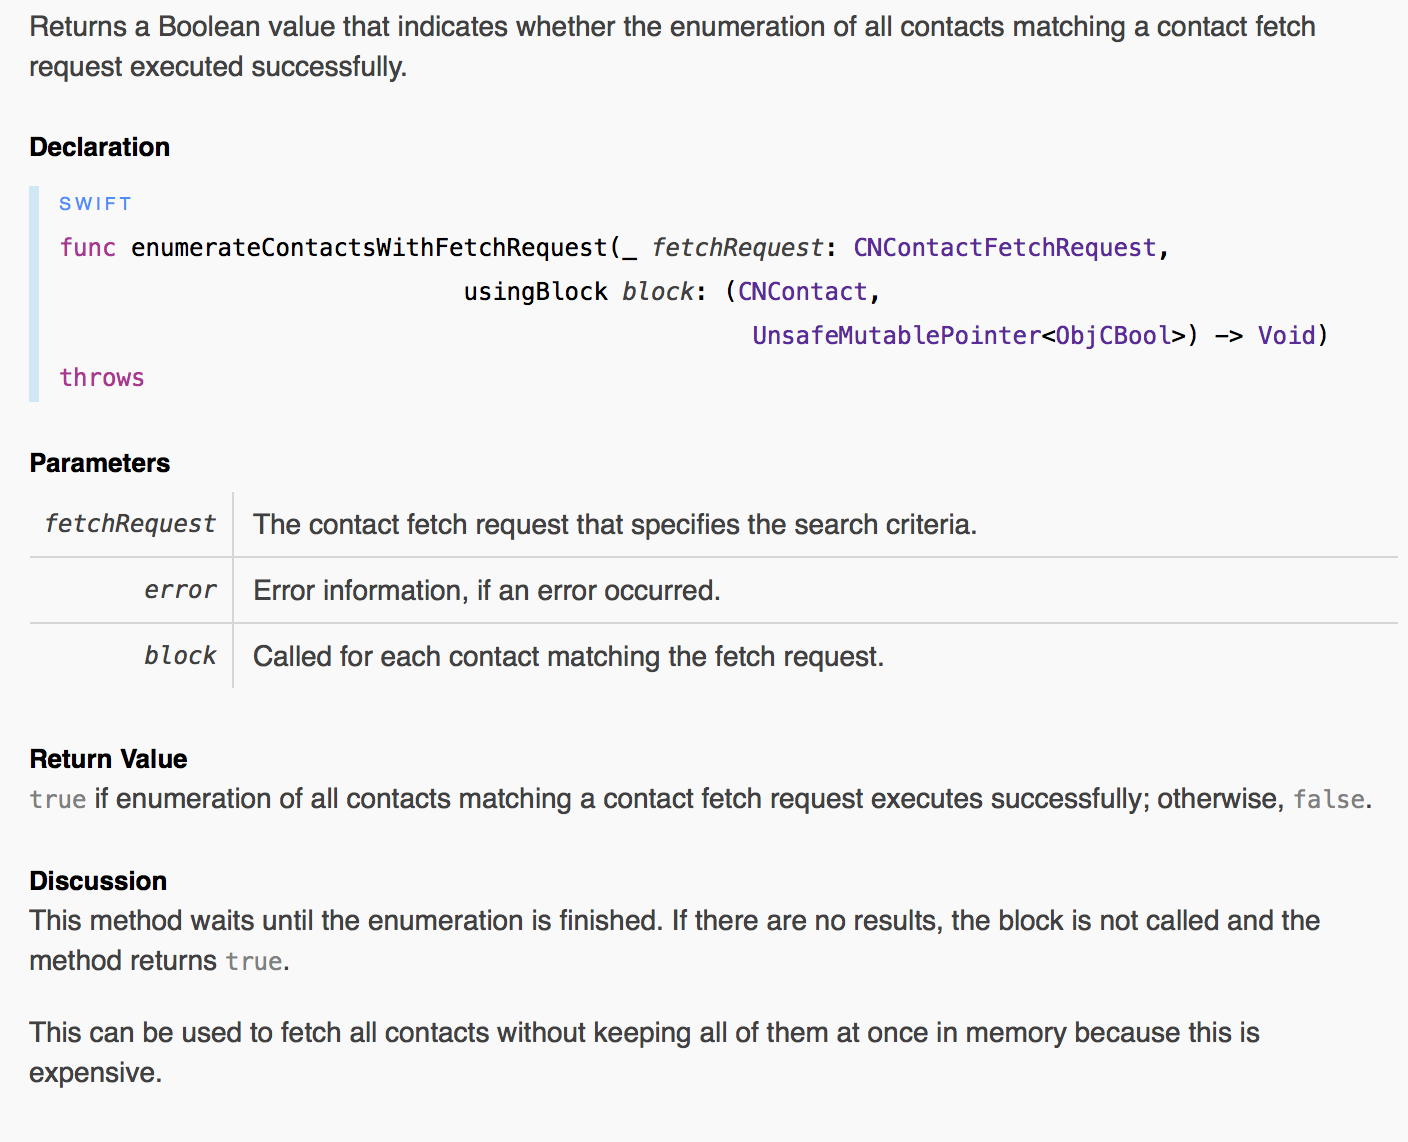 Returns a Boolean value that indicates whether the enumeration of all contacts matching a contact fetch
request executed successfully.
Declaration
SWIFT
func enumerateContactsWithFetchRequest(_ fetchRequest: CNContactFetchRequest,
usingBlock block: (CNContact,
UnsafeMutablePointer<ObjCBool>) -> Void)
throws
Parameters
fetchRequest The contact fetch request that specifies the search criteria.
error Error information, if an error occurred.
block Called for each contact matching the fetch request.
Return Value
true if enumeration of all contacts matching a contact fetch request executes successfully; otherwise, false.
Discussion
This method waits until the enumeration is finished. If there are no results, the block is not called and the
method returns true.
This can be used to fetch all contacts without keeping all of them at once in memory because this is
expensive.